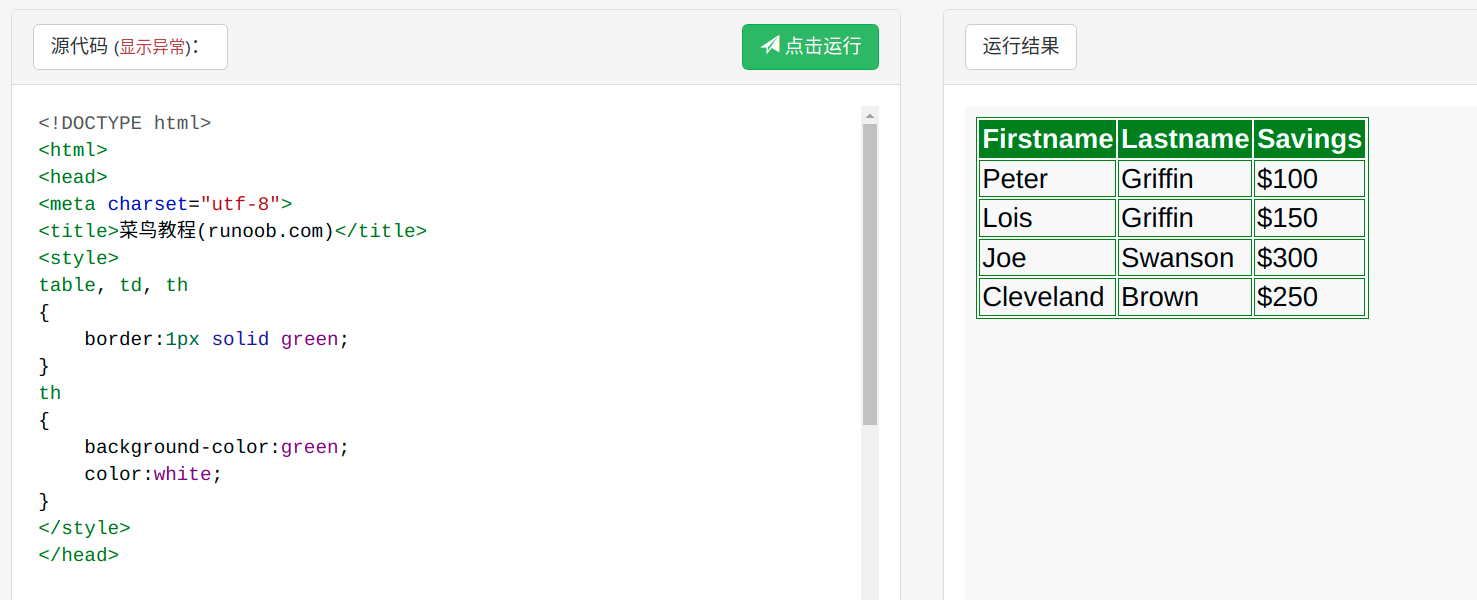 源代码 (显示异常)：
点击运行
<!DOCTYPE html>
<html>
<head>
<meta charset="utf-8">
<title>菜鸟教程(runoob.com)</title>
<style>
table, td, th
{
    border:1px solid green;
}
th
{
    background-color:green;
    color:white;
}
</style>
</head>
运行结果
Firstname Lastname Savings
Peter Griffin $100
Lois Griffin $150
Joe Swanson $300
Cleveland Brown $250